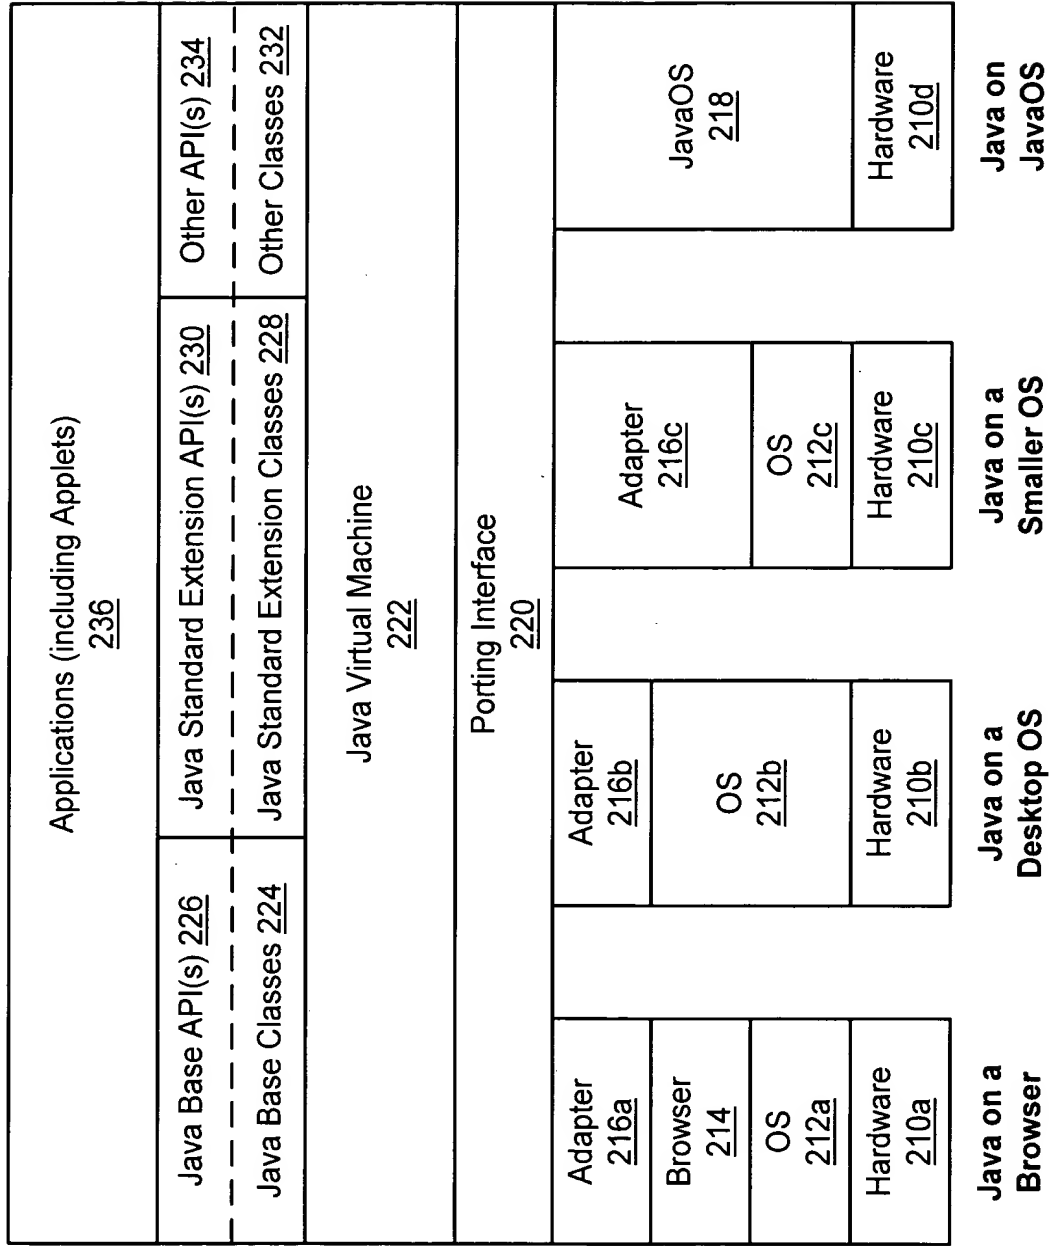 Applications (including Applets)
236
Java Base API(s) 226
Java Standard Extension API(s) 230
Other API(s) 234
Java Base Classes 224
Java Standard Extension Classes 228
Other Classes 232
Java Virtual Machine
222
Porting Interface
220
Adapter
216a
Browser
214
OS
212a
Hardware
210a
Java on a
Browser
Adapter
216b
OS
212b
Hardware
210b
Java on a
Desktop OS
Adapter
216c
OS
212c
Hardware
210c
Java on a
Smaller OS
JavaOS
218
Hardware
210d
Java on
JavaOS